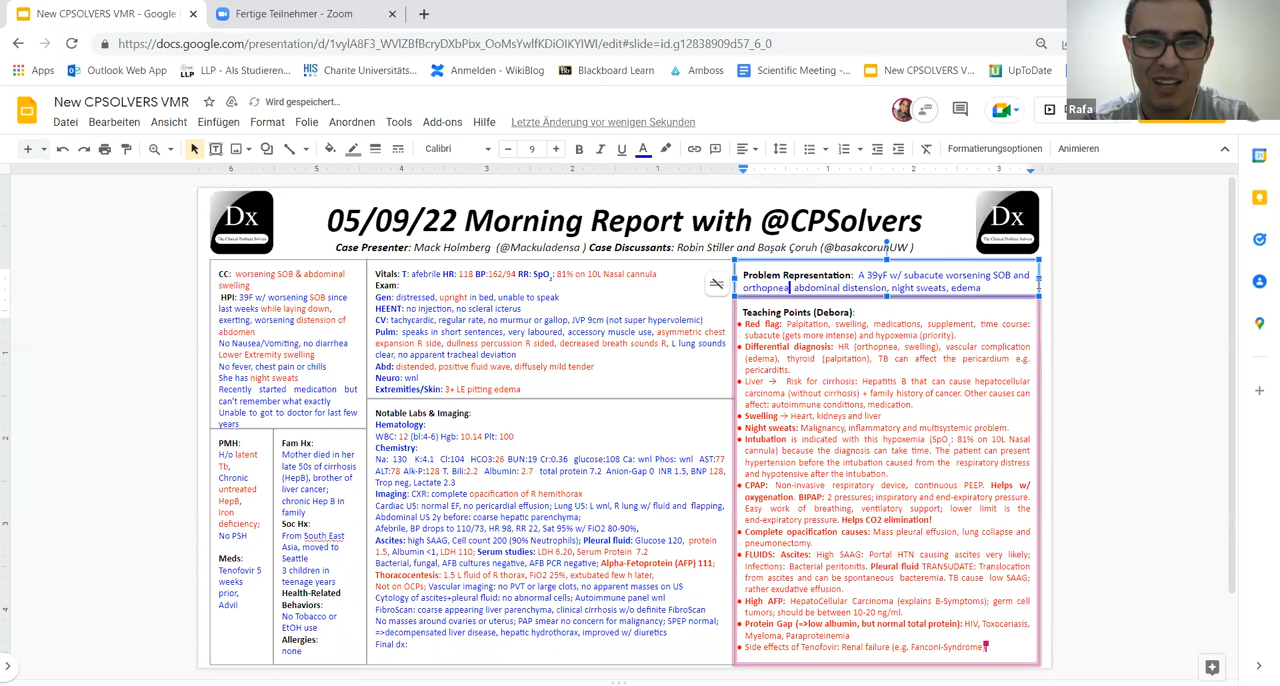 New CPSOLVERS VMR - Google
Fertige Teilnehmer - Zoom
https://docs.google.com/presentation/d/1vylA8F3_WVlZBfBcryDXbPbx_OoMsYwlfKDiOIKYIWI/edit#slide=id.g12838909d57_6_0
Apps
Outlook Web App
LLP - Als Studieren...
Charite Universitäts...
Anmelden - WikiBlog
Blackboard Learn
Amboss
Scientific Meeting -...
New CPSOLVERS V...
UpToDate
New CPSOLVERS VMR
Wird gespeichert...
Rafa
Datei Bearbeiten Ansicht Einfügen Format Folie Anordnen Tools Add-ons Hilfe Letzte Änderung vor wenigen Sekunden
Calibri
9
Formatierungsoptionen
Animieren
6 5 4 3 2 1 1 2 3
Dx
The Clinical Problem Solvers
05/09/22 Morning Report with @CPSolvers
Case Presenter: Mack Holmberg (@Mackuladensa ) Case Discussants: Robin Stiller and Başak Çoruh (@basakcoruhUW )
Dx
The Clinical Problem Solvers
CC: worsening SOB & abdominal
swelling
HPI: 39F w/ worsening SOB since
last weeks while laying down,
exerting, worsening distension of
abdomen
No Nausea/Vomiting, no diarrhea
Lower Extremity swelling
No fever, chest pain or chills
She has night sweats
Recently started medication but
can't remember what exactly
Unable to got to doctor for last few
years
PMH:
H/o latent
Tb,
Chronic
untreated
HepB,
Iron
deficiency;
No PSH
Meds:
Tenofovir 5
weeks
prior,
Advil
Fam Hx:
Mother died in her
late 50s of cirrhosis
(HepB), brother of
liver cancer;
chronic Hep B in
family
Soc Hx:
From South East
Asia, moved to
Seattle
3 children in
teenage years
Health-Related
Behaviors:
No Tobacco or
EtOH use
Allergies:
none
Vitals: T: afebrile HR: 118 BP:162/94 RR: SpO2: 81% on 10L Nasal cannula
Exam:
Gen: distressed, upright in bed, unable to speak
HEENT: no injection, no scleral icterus
CV: tachycardic, regular rate, no murmur or gallop, JVP 9cm (not super hypervolemic)
Pulm: speaks in short sentences, very laboured, accessory muscle use, asymmetric chest
expansion R side, dullness percussion R sided, decreased breath sounds R, L lung sounds
clear, no apparent tracheal deviation
Abd: distended, positive fluid wave, diffusely mild tender
Neuro: wnl
Extremities/Skin: 3+ LE pitting edema
Notable Labs & Imaging:
Hematology:
WBC: 12 (bl:4-6) Hgb: 10.14 Plt: 100
Chemistry:
Na: 130 K:4.1 Cl:104 HCO3:26 BUN:19 Cr:0.36 glucose:108 Ca: wnl Phos: wnl AST:77
ALT:78 Alk-P:128 T. Bili:2.2 Albumin: 2.7 total protein 7.2 Anion-Gap 0 INR 1.5, BNP 128,
Trop neg, Lactate 2.3
Imaging: CXR: complete opacification of R hemithorax
Cardiac US: normal EF, no pericardial effusion; Lung US: L wnl, R lung w/ fluid and flapping,
Abdominal US 2y before: coarse hepatic parenchyma;
Afebrile, BP drops to 110/73, HR 98, RR 22, Sat 95% w/ FiO2 80-90%,
Ascites: high SAAG, Cell count 200 (90% Neutrophils); Pleural fluid: Glucose 120, protein
1.5, Albumin <1, LDH 110; Serum studies: LDH 6.20, Serum Protein 7.2
Bacterial, fungal, AFB cultures negative, AFB PCR negative; Alpha-Fetoprotein (AFP) 111;
Thoracocentesis: 1.5 L fluid of R thorax, FiO2 25%, extubated few h later,
Not on OCPs; Vascular Imaging: no PVT or large clots, no apparent masses on US
Cytology of ascites+pleural fluid: no abnormal cells; Autoimmune panel wnl
FibroScan: coarse appearing liver parenchyma, clinical cirrhosis w/o definite FibroScan
No masses around ovaries or uterus; PAP smear no concern for malignancy; SPEP normal;
=>decompensated liver disease, hepatic hydrothorax, improved w/ diuretics
Final dx:
Problem Representation: A 39yF w/ subacute worsening SOB and
orthopnea abdominal distension, night sweats, edema
Teaching Points (Debora):
● Red flag: Palpitation, swelling, medications, supplement, time course:
subacute (gets more intense) and hypoxemia (priority).
● Differential diagnosis: HR (orthopnea, swelling), vascular complication
(edema), thyroid (palpitation), TB can affect the pericardium e.g.
pericarditis.
● Liver → Risk for cirrhosis: Hepatitis B that can cause hepatocellular
carcinoma (without cirrhosis) + family history of cancer. Other causes can
affect: autoimmune conditions, medication.
● Swelling → Heart, kidneys and liver
● Night sweats: Malignancy, inflammatory and multisystemic problem.
● Intubation is indicated with this hypoxemia (SpO2: 81% on 10L Nasal
cannula) because the diagnosis can take time. The patient can present
hypertension before the intubation caused from the respiratory distress
and hypotensive after the intubation.
● CPAP: Non-invasive respiratory device, continuous PEEP. Helps w/
oxygenation. BIPAP: 2 pressures; inspiratory and end-expiratory pressure.
Easy work of breathing, ventilatory support; lower limit is the
end-expiratory pressure. Helps CO2 elimination!
● Complete opacification causes: Mass pleural effusion, lung collapse and
pneumonectomy.
● FLUIDS: Ascites: High SAAG: Portal HTN causing ascites very likely;
Infections: Bacterial peritonitis. Pleural fluid TRANSUDATE: Translocation
from ascites and can be spontaneous bacteremia. TB cause low SAAG;
rather exudative effusion.
● High AFP: HepatoCellular Carcinoma (explains B-Symptoms); germ cell
tumors; should be between 10-20 ng/ml.
● Protein Gap (=>low albumin, but normal total protein): HIV, Toxocariasis,
Myeloma, Paraproteinemia
● Side effects of Tenofovir: Renal failure (e.g. Fanconi-Syndrome)